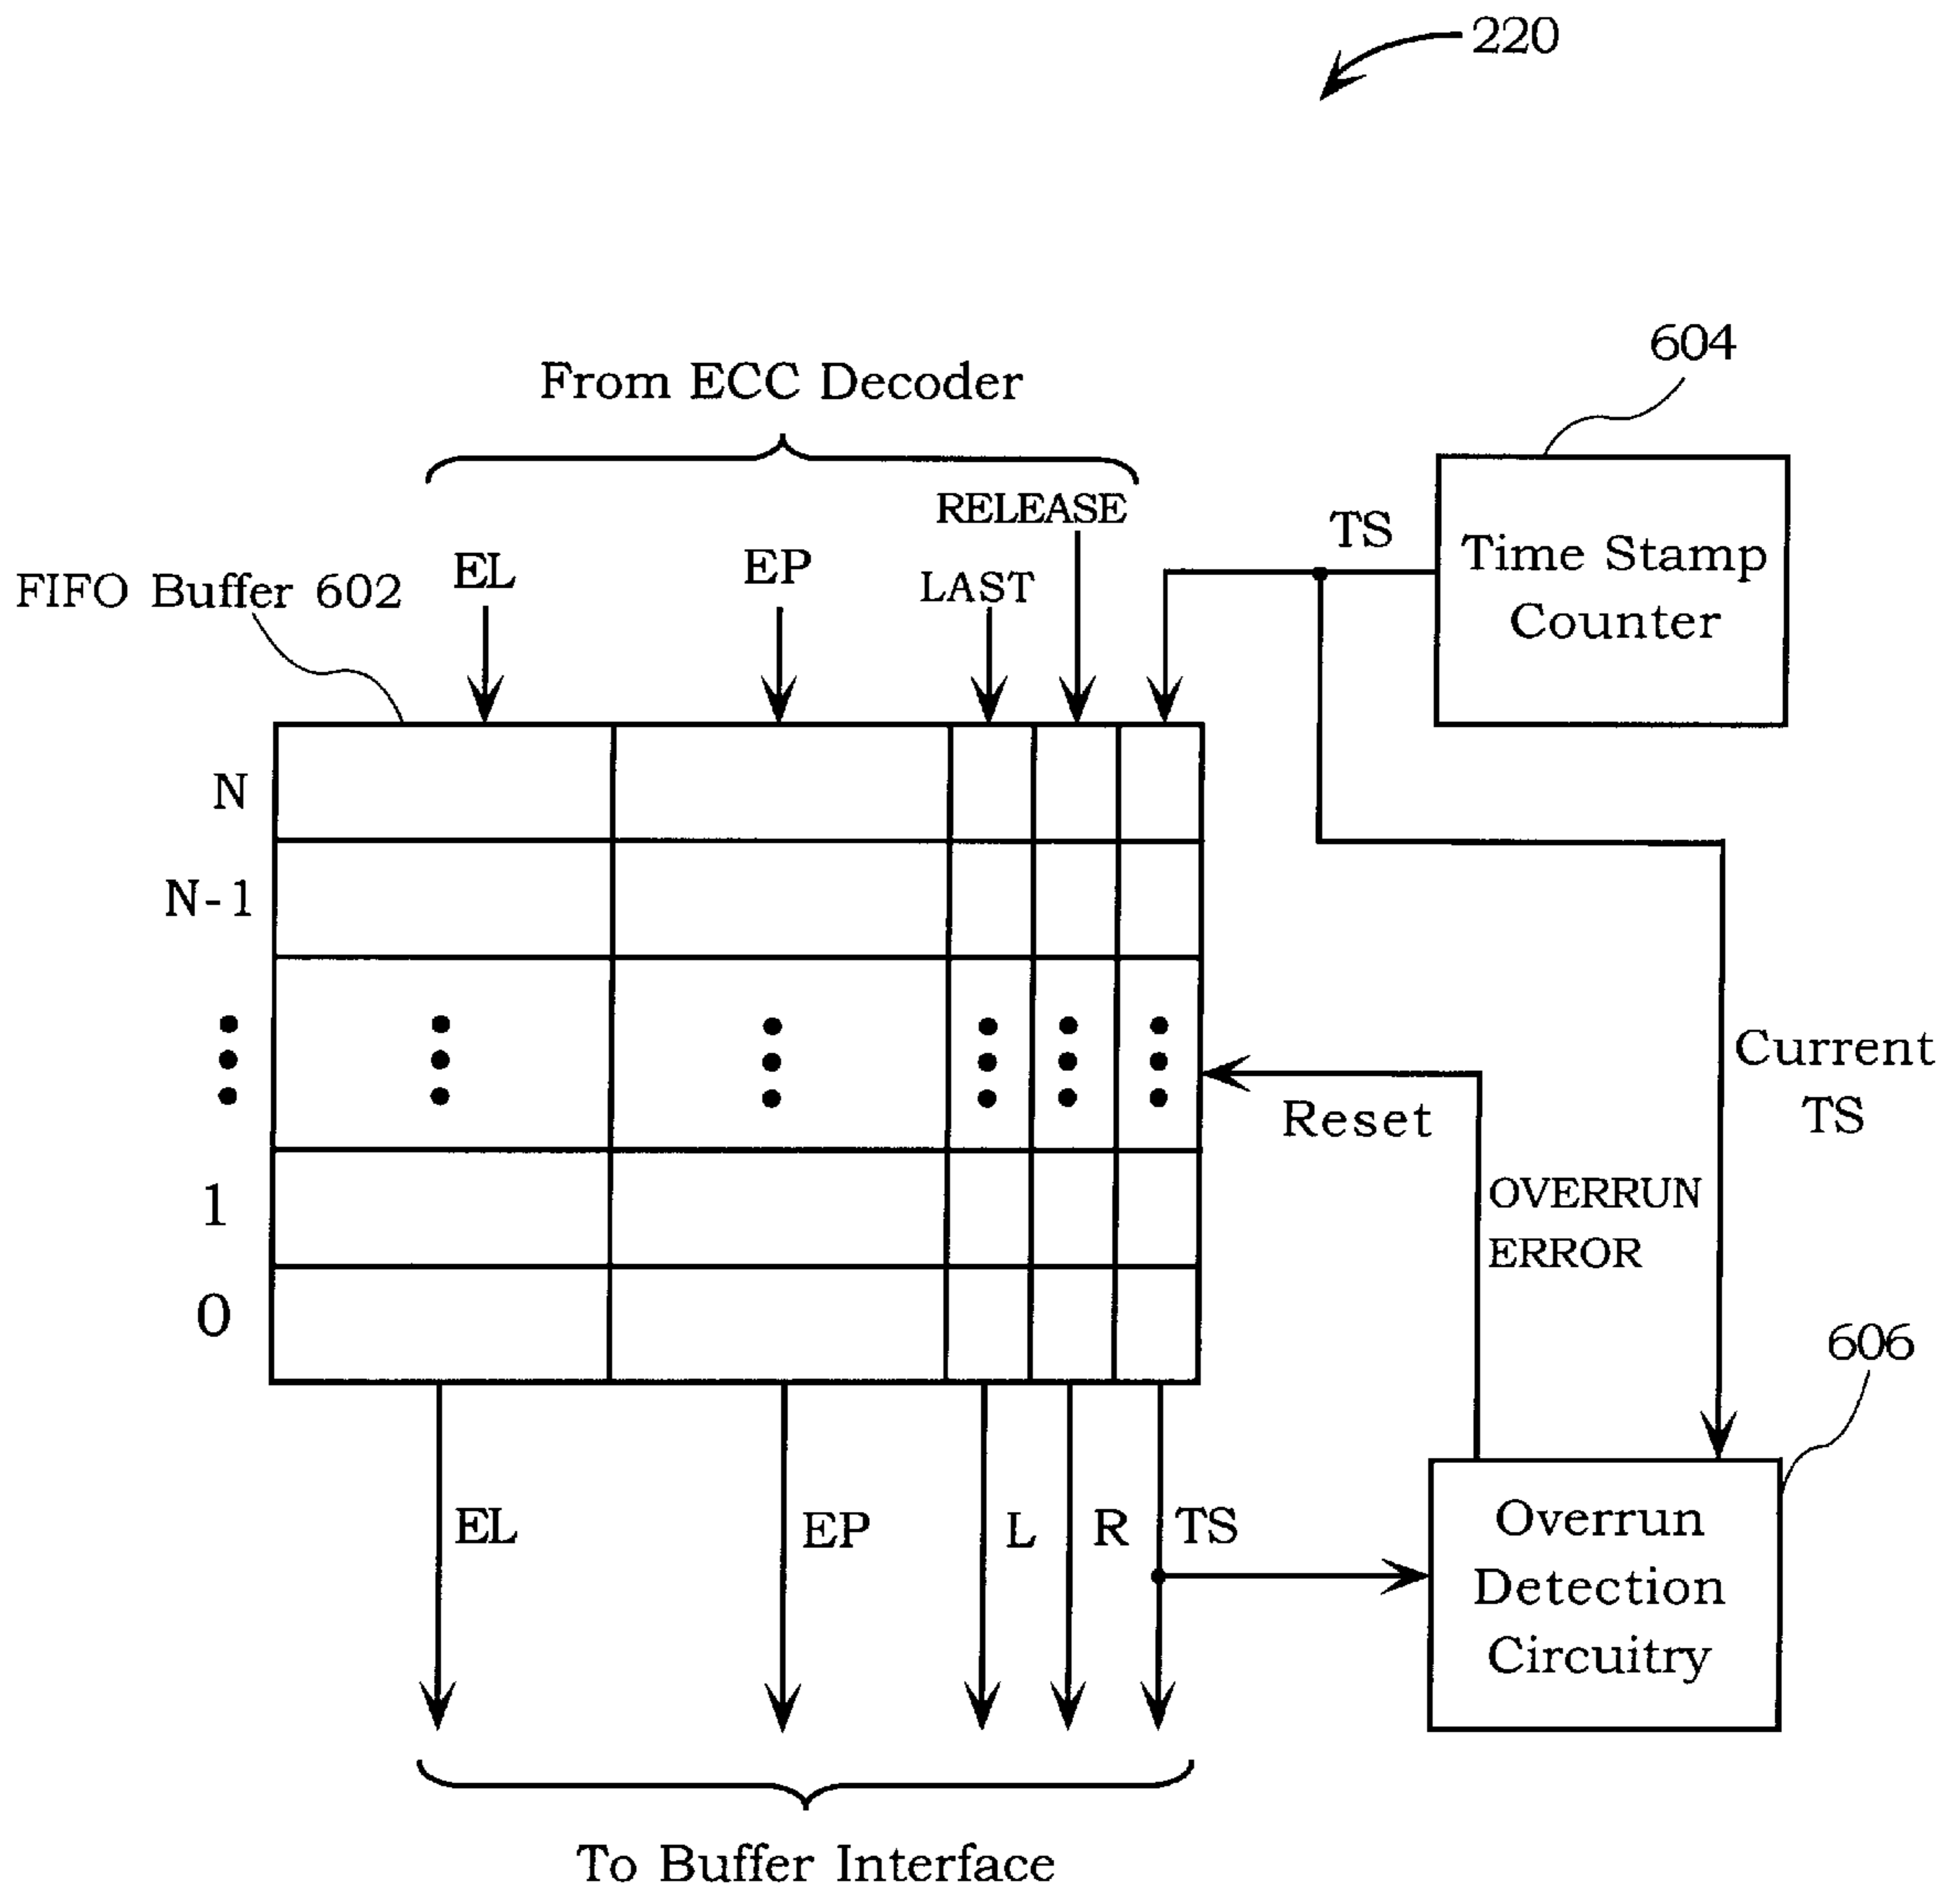 220
604
From ECC Decoder
RELEASE
TS
Time Stamp
Counter
FIFO Buffer 602
EL
EP
LAST
N
N-1
Current
TS
Reset
1
OVERRUN
ERROR
0
606
EL
EP
L
R
TS
Overrun
Detection
Circuitry
To Buffer Interface